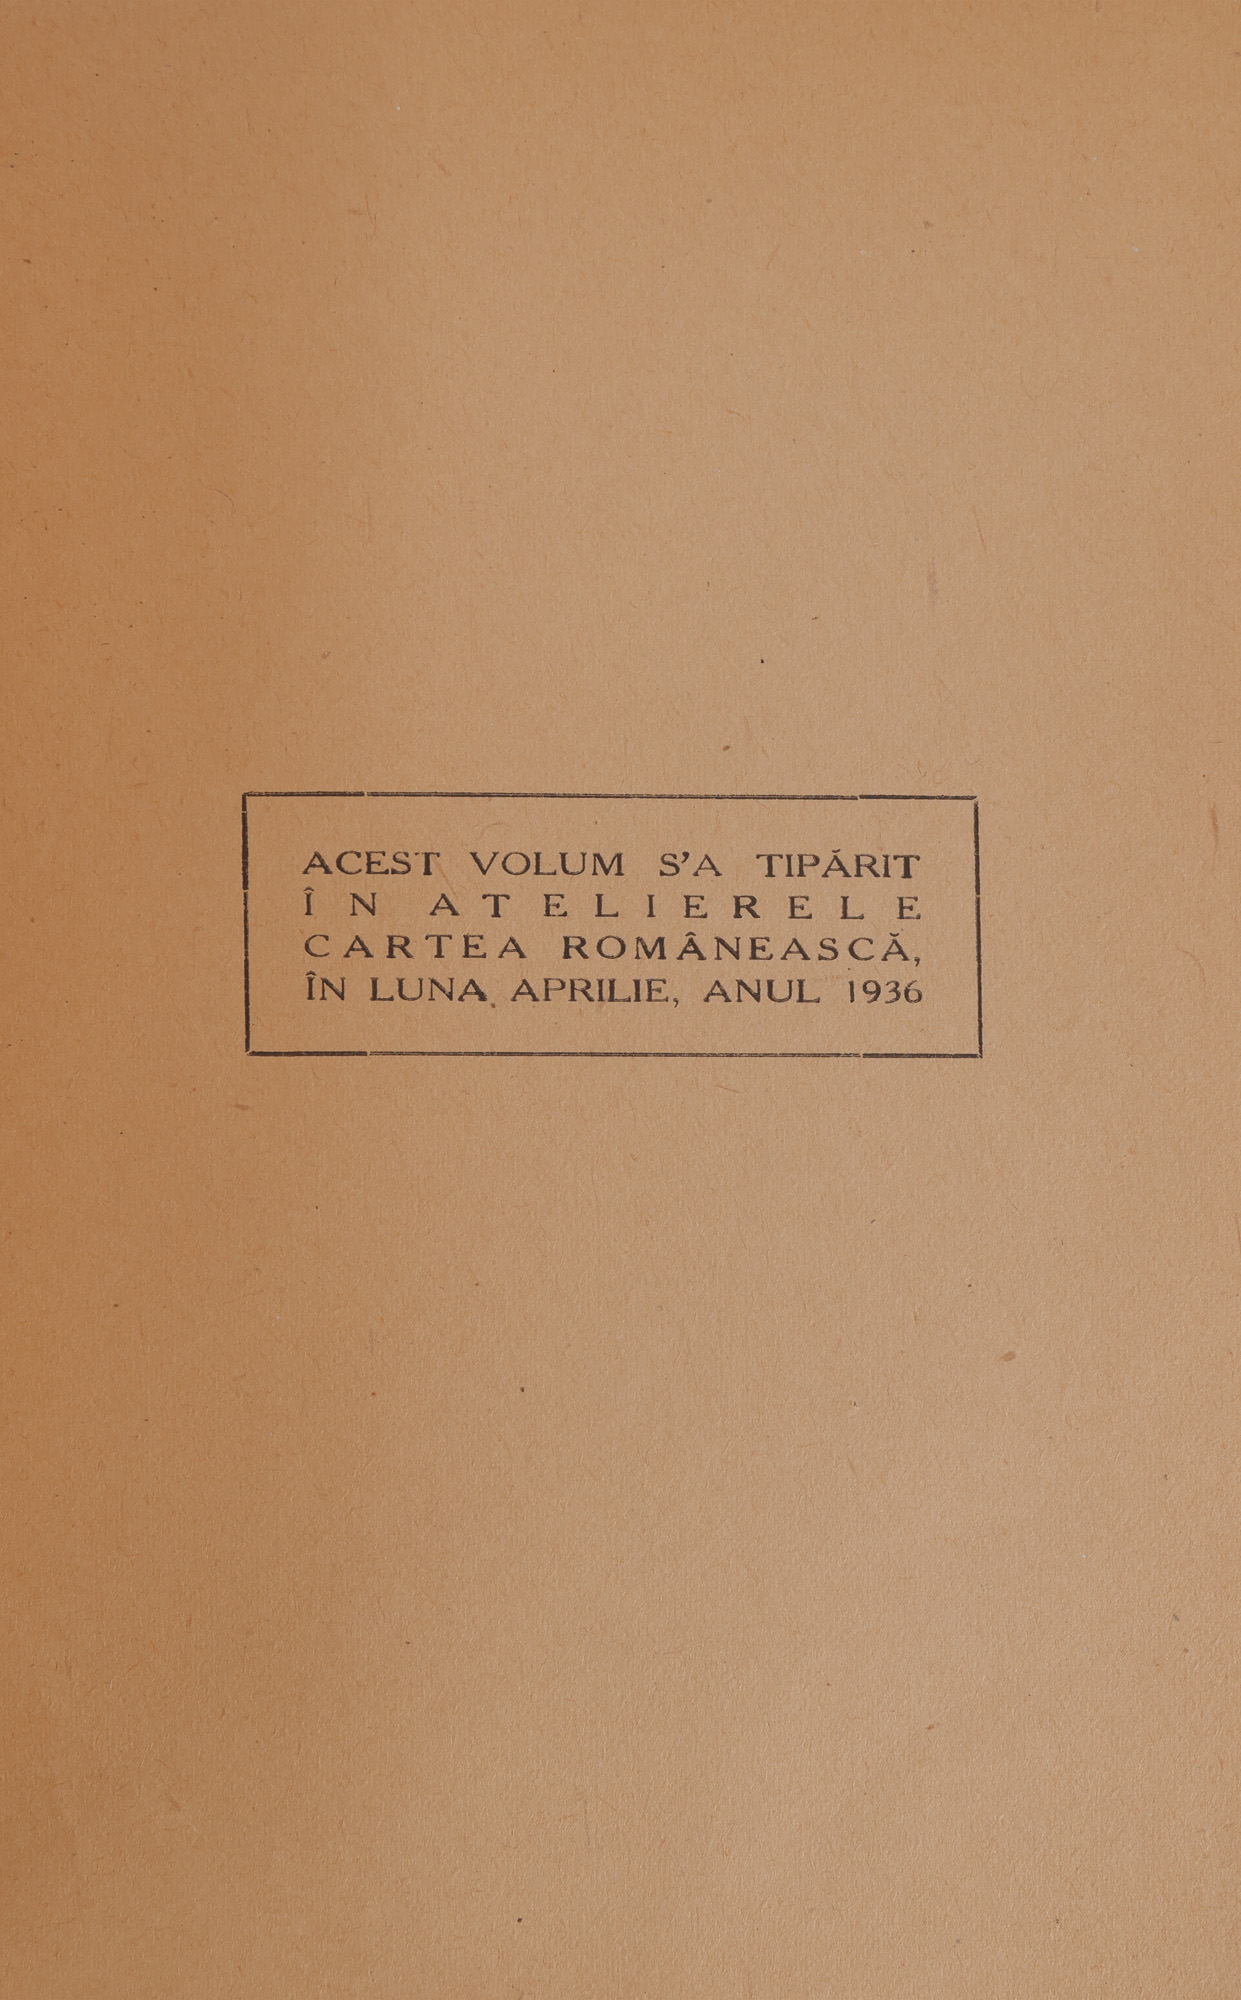 ACEST VOLUM S'A TIPĂRIT
ÎN ATELIERELE
CARTEA ROMÂNEASCĂ,
ÎN LUNA APRILIE, ANUL 1936